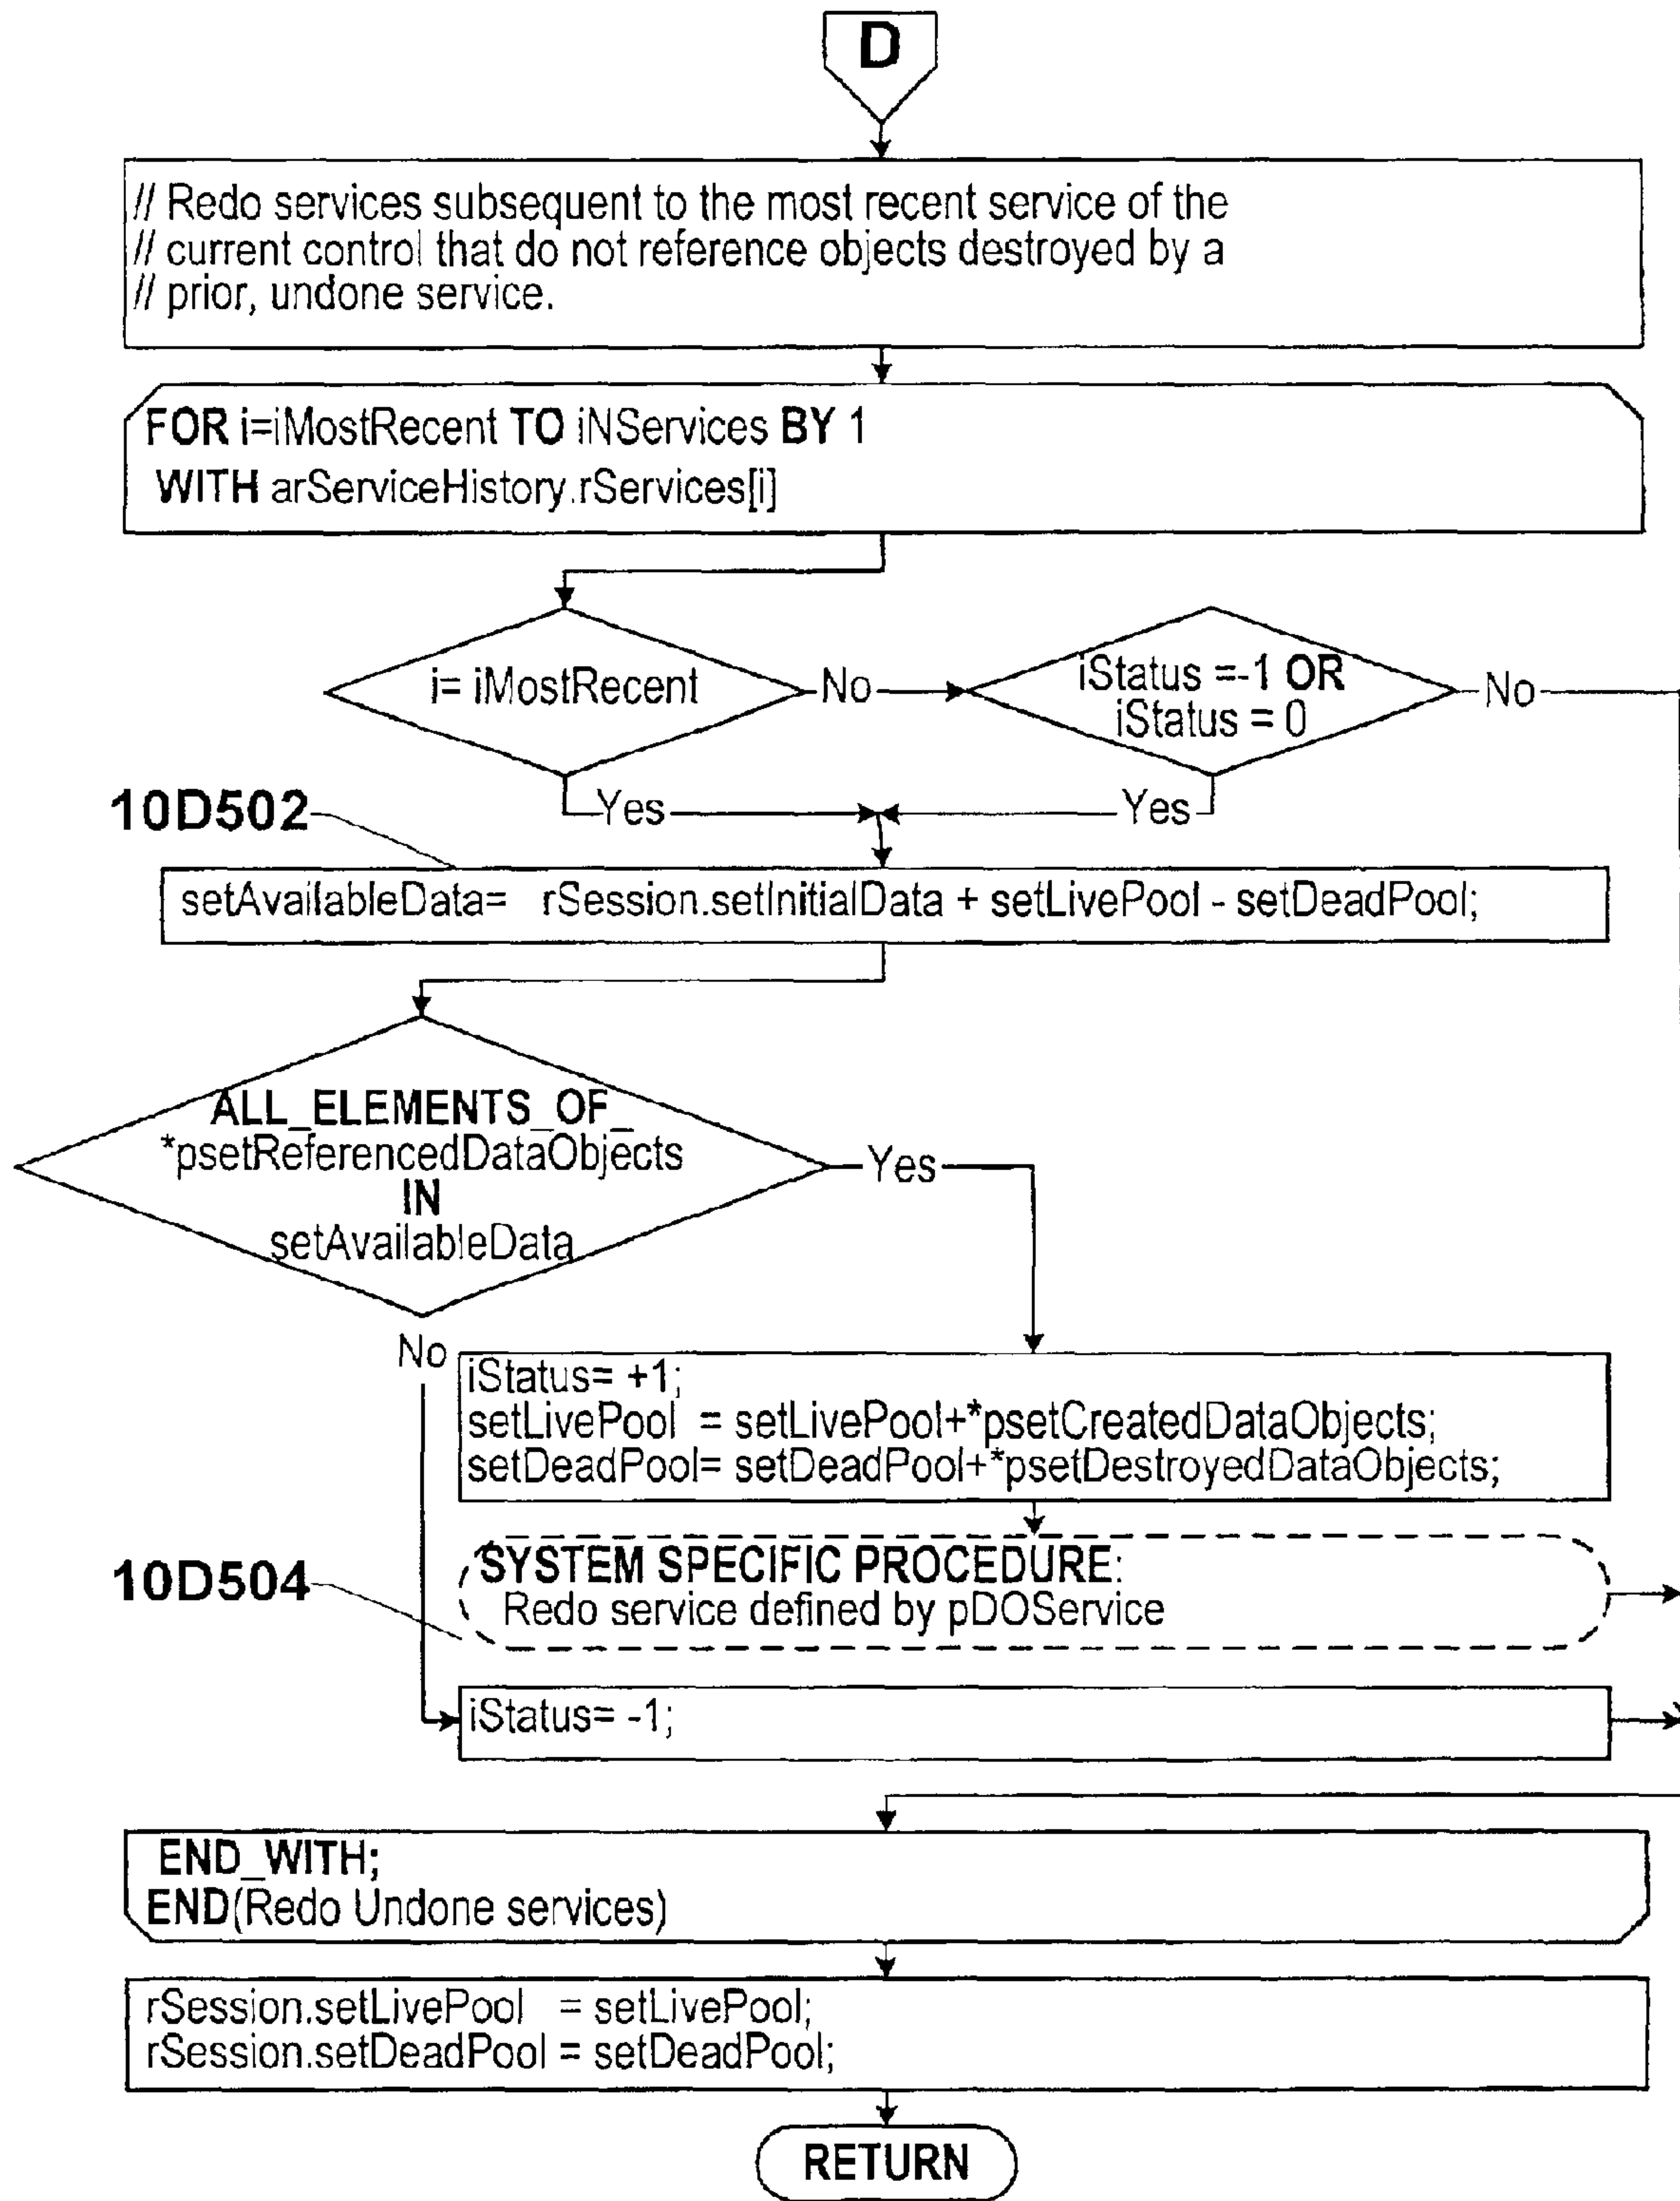 D
// Redo services subsequent to the most recent service of the
// current control that do not reference objects destroyed by a
// prior, undone service.
FOR i=iMostRecent TO iNServices BY 1
WITH arServiceHistory.rServices[i]
i= iMostRecent
No
iStatus =-1 OR
iStatus = 0
No
Yes
Yes
10D502
setAvailableData= rSession.setInitialData + setLivePool - setDeadPool;
ALL_ELEMENTS_OF_
*psetReferencedDataObjects
IN
setAvailableData
Yes
No
iStatus= +1;
setLivePool = setLivePool+*psetCreatedDataObjects;
setDeadPool= setDeadPool+*psetDestroyedDataObjects;
10D504
SYSTEM SPECIFIC PROCEDURE:
Redo service defined by pDOService
iStatus= -1;
END_WITH;
END(Redo Undone services)
rSession.setLivePool = setLivePool;
rSession.setDeadPool = setDeadPool;
RETURN